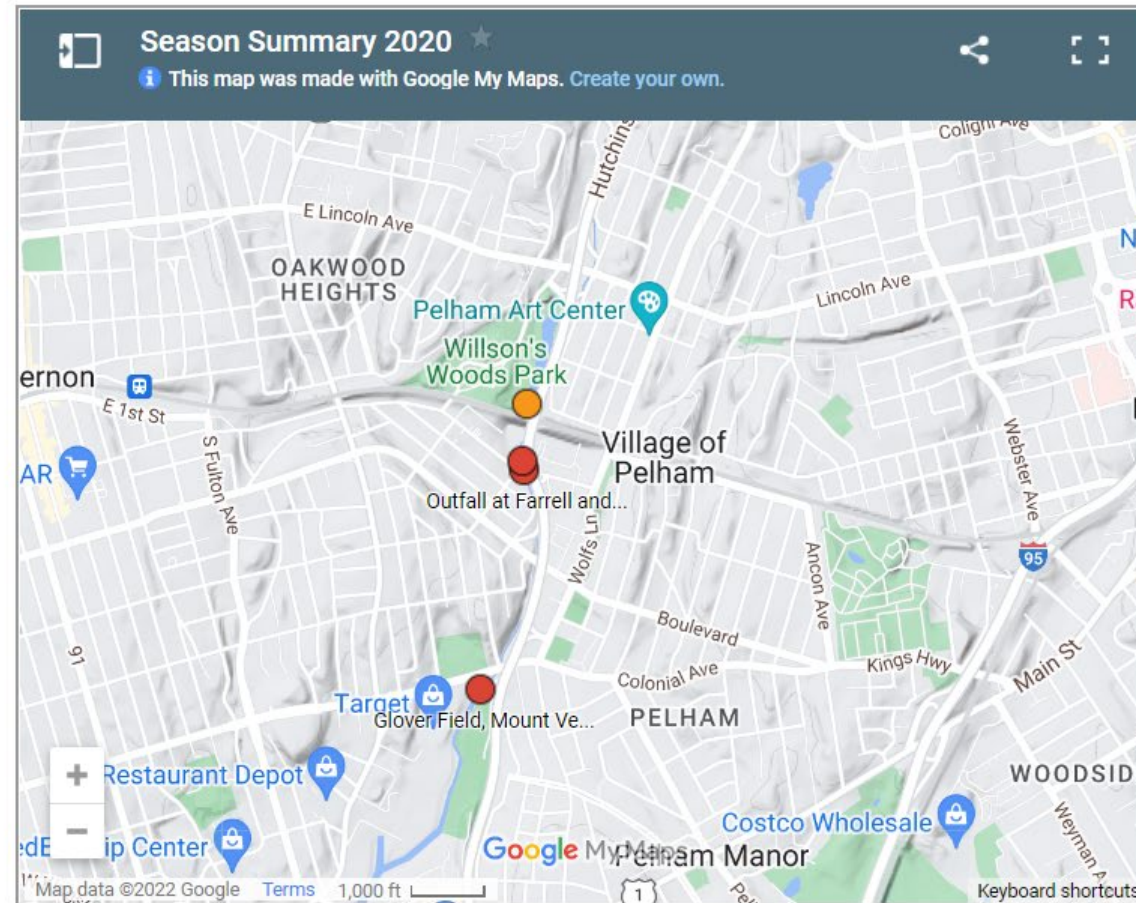 Season Summary 2020
This map was made with Google My Maps. Create your own.
Coligni Ave
Hutchins
E Lincoln Ave
OAKWOOD
HEIGHTS
Lincoln Ave
N
R
Pelham Art Center
Willson's
Woods Park
ernon
E 1st St
S Fulton Ave
AR
Village of
Pelham
Webster Ave
Outfall at Farrell and...
Wolfs Ln
Ancon Ave
95
Boulevard
91
Kings Hwy
Main St
Colonial Ave
Target
Glover Field, Mount Ve...
PELHAM
Restaurant Depot
WOODSID
Weyman A
Costco Wholesale
ip Center
Google My Maps
Pelham Manor
Map data ©2022 Google Terms 1,000 ft
1
Pel
Keyboard shortcuts